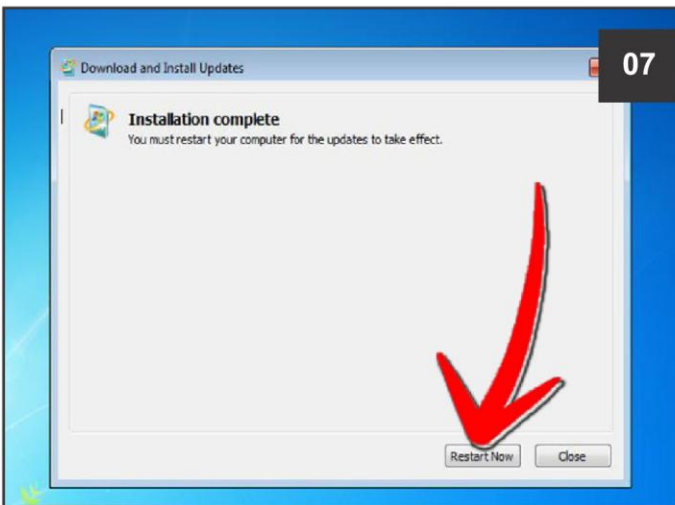 07
Download and Install Updates
Installation complete
You must restart your computer for the updates to take effect.
Restart Now
Close